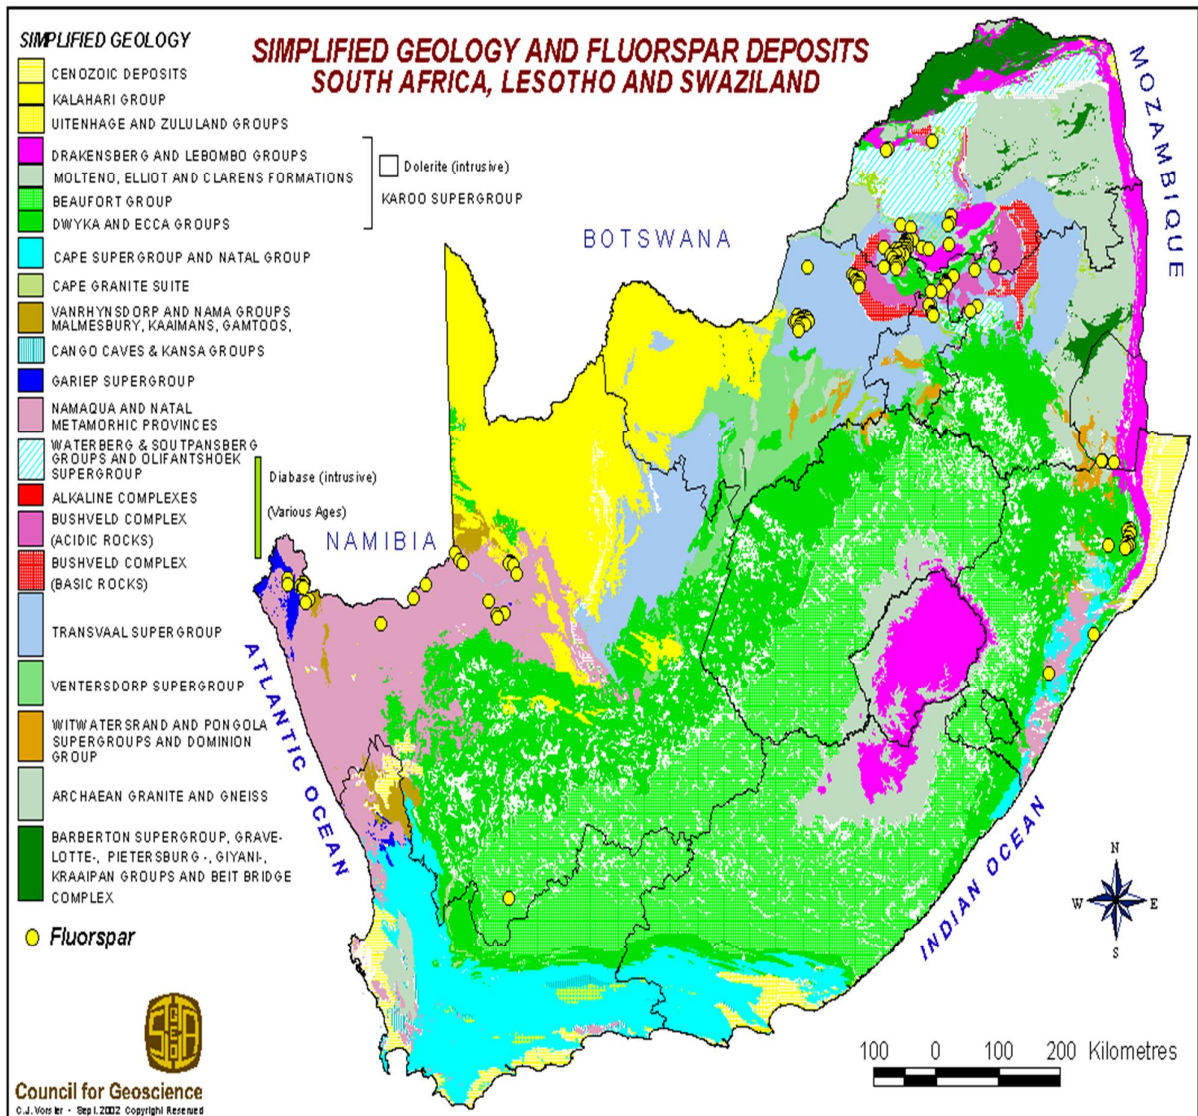 SIMPLIFIED GEOLOGY AND FLUORSPAR DEPOSITS
SOUTH AFRICA, LESOTHO AND SWAZILAND
SIMPLIFIED GEOLOGY
CENOZOIC DEPOSITS
KALAHARI GROUP
UITENHAGE AND ZULULAND GROUPS
DRAKENSBERG AND LEBOMBO GROUPS
MOLTENO, ELLIOT AND CLARENS FORMATIONS
BEAUFORT GROUP
DWYKA AND ECCA GROUPS
Dolerite (intrusive)
KAROO SUPERGROUP
CAPE SUPERGROUP AND NATAL GROUP
CAPE GRANITE SUITE
VANRHYNSDORP AND NAMA GROUPS
MALMESBURY, KAAIMANS, GAMTOOS,
CANGO CAVES & KANSA GROUPS
GARIEP SUPERGROUP
NAMAQUA AND NATAL
METAMORHIC PROVINCES
WATERBERG & SOUTPANSBERG
GROUPS AND OLIFANTSHOEK
SUPERGROUP
ALKALINE COMPLEXES
BUSHVELD COMPLEX
(ACIDIC ROCKS)
BUSHVELD COMPLEX
(BASIC ROCKS)
Diabase (intrusive)
(Various Ages)
TRANSVAAL SUPERGROUP
VENTERSDORP SUPERGROUP
WITWATERSRAND AND PONGOLA
SUPERGROUPS AND DOMINION
GROUP
ARCHAEAN GRANITE AND GNEISS
BARBERTON SUPERGROUP, GRAVE-
LOTTE-, PIETERSBURG -, GIYANI-,
KRAAIPAN GROUPS AND BEIT BRIDGE
COMPLEX
Fluorspar
BOTSWANA
MOZAMBIQUE
NAMIBIA
ATLANTIC OCEAN
INDIAN OCEAN
N
W E
S
100 0 100 200 Kilometres
Council for Geoscience
C.J. Vorster - Sept.2002 Copyright Reserved